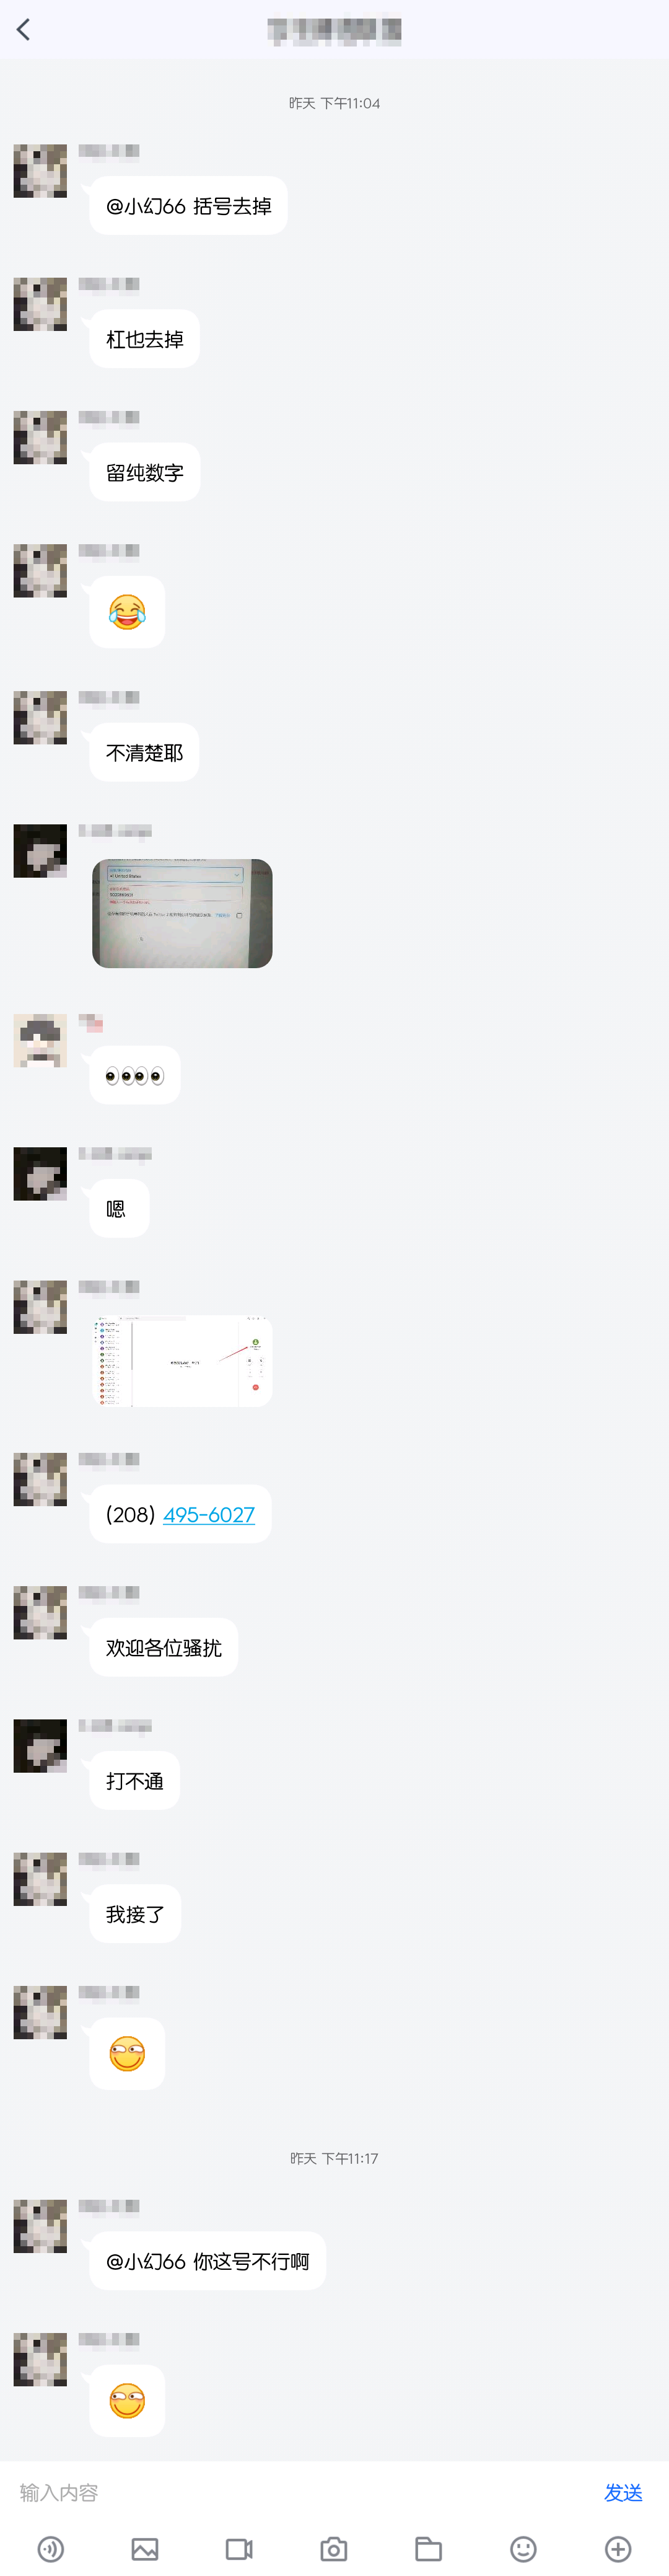 昨天 下午11:04
@小幻66 括号去掉
杠也去掉
留纯数字
不清楚耶
+1 United States
嗯
(208) 495-6027
欢迎各位骚扰
打不通
我接了
昨天 下午11:17
@小幻66 你这号不行啊
输入内容
发送